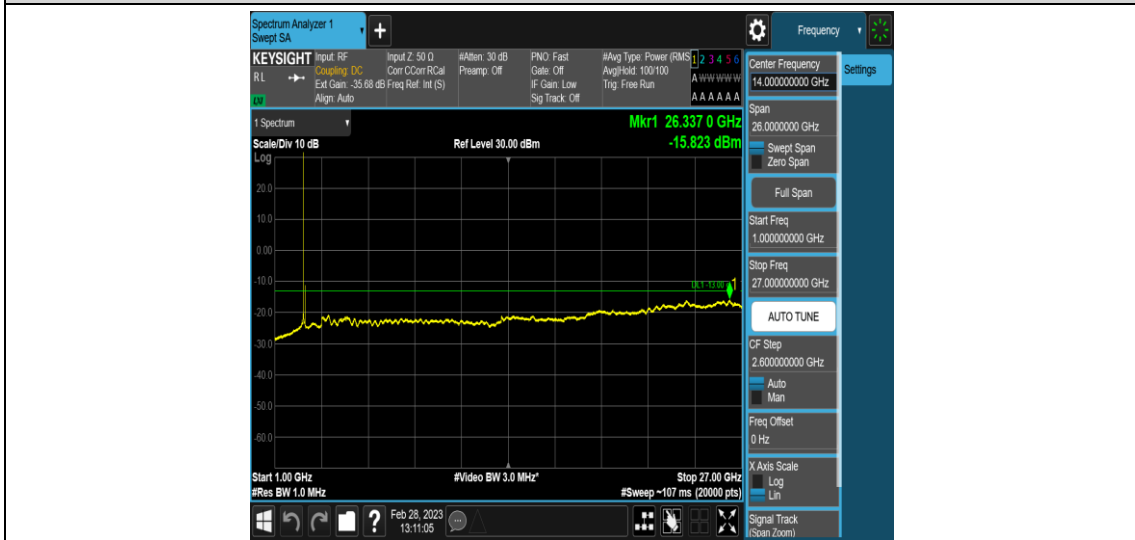 Spectrum Analyzer 1
Swept SA
+
Frequency
KEYSIGHT
RL
LXI
Input: RF
Coupling: DC
Ext Gain: -35.68 dB
Align: Auto
Input Z: 50 Ω
Corr CCorr RCal
Freq Ref: Int (S)
#Atten: 30 dB
Preamp: Off
PNO: Fast
Gate: Off
IF Gain: Low
Sig Track: Off
#Avg Type: Power (RMS
Avg|Hold: 100/100
Trig: Free Run
1 2 3 4 5 6
A W W W W W
A A A A A A
1 Spectrum
Scale/Div 10 dB
Log
Ref Level 30.00 dBm
Mkr1 26.337 0 GHz
-15.823 dBm
20.0
10.0
0.00
-10.0
DL1 -13.00
1
-20.0
-30.0
-40.0
-50.0
-60.0
Start 1.00 GHz
#Res BW 1.0 MHz
#Video BW 3.0 MHz*
Stop 27.00 GHz
#Sweep ~107 ms (20000 pts)
?
Feb 28, 2023
13:11:05
Center Frequency
14.000000000 GHz
Settings
Span
26.0000000 GHz
Swept Span
Zero Span
Full Span
Start Freq
1.000000000 GHz
Stop Freq
27.000000000 GHz
AUTO TUNE
CF Step
2.600000000 GHz
Auto
Man
Freq Offset
0 Hz
X Axis Scale
Log
Lin
Signal Track
(Span Zoom)